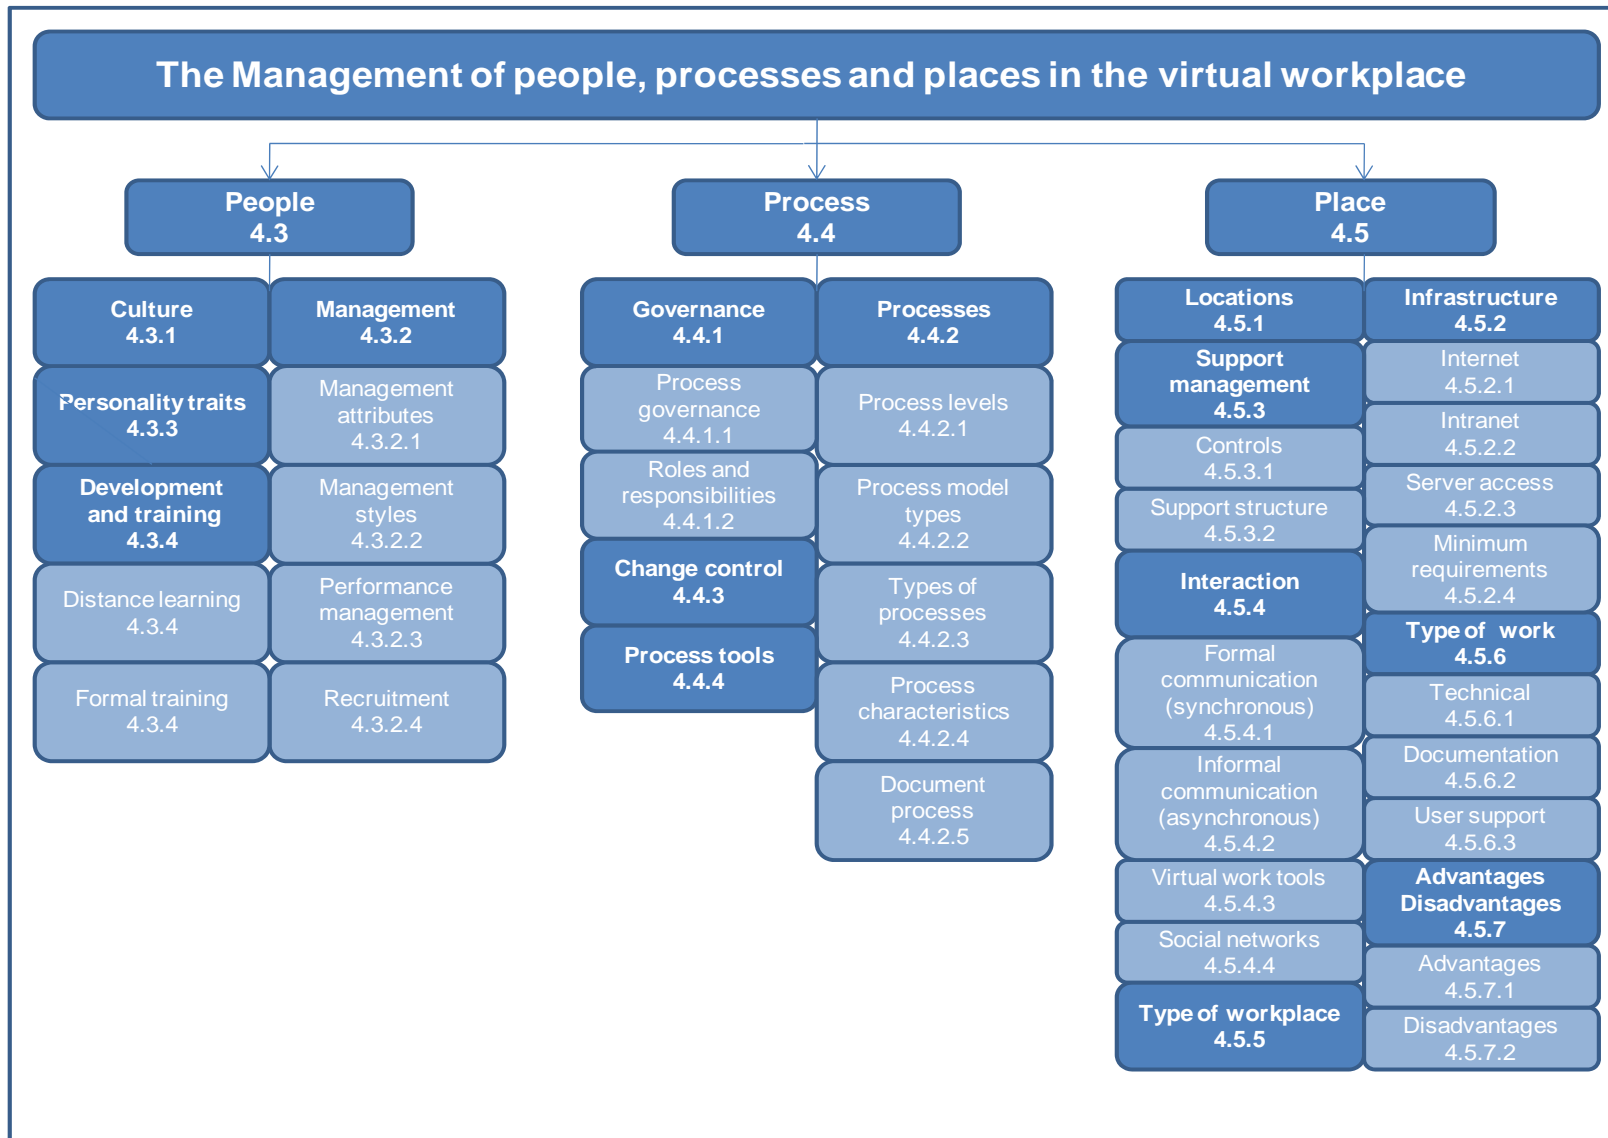 The Management of people, processes and places in the virtual workplace
People
4.3
Process
4.4
Place
4.5
Culture
4.3.1
Personality traits
4.3.3
Development
and training
4.3.4
Distance learning
4.3.4
Formal training
4.3.4
Management
4.3.2
Management
attributes
4.3.2.1
Management
styles
4.3.2.2
Performance
management
4.3.2.3
Recruitment
4.3.2.4
Governance
4.4.1
Process
governance
4.4.1.1
Roles and
responsibilities
4.4.1.2
Change control
4.4.3
Process tools
4.4.4
Processes
4.4.2
Process levels
4.4.2.1
Process model
types
4.4.2.2
Types of
processes
4.4.2.3
Process
characteristics
4.4.2.4
Document
process
4.4.2.5
Locations
4.5.1
Support
management
4.5.3
Controls
4.5.3.1
Support structure
4.5.3.2
Interaction
4.5.4
Formal
communication
(synchronous)
4.5.4.1
Informal
communication
(asynchronous)
4.5.4.2
Virtual work tools
4.5.4.3
Social networks
4.5.4.4
Type of workplace
4.5.5
Infrastructure
4.5.2
Internet
4.5.2.1
Intranet
4.5.2.2
Server access
4.5.2.3
Minimum
requirements
4.5.2.4
Type of work
4.5.6
Technical
4.5.6.1
Documentation
4.5.6.2
User support
4.5.6.3
Advantages
Disadvantages
4.5.7
Advantages
4.5.7.1
Disadvantages
4.5.7.2